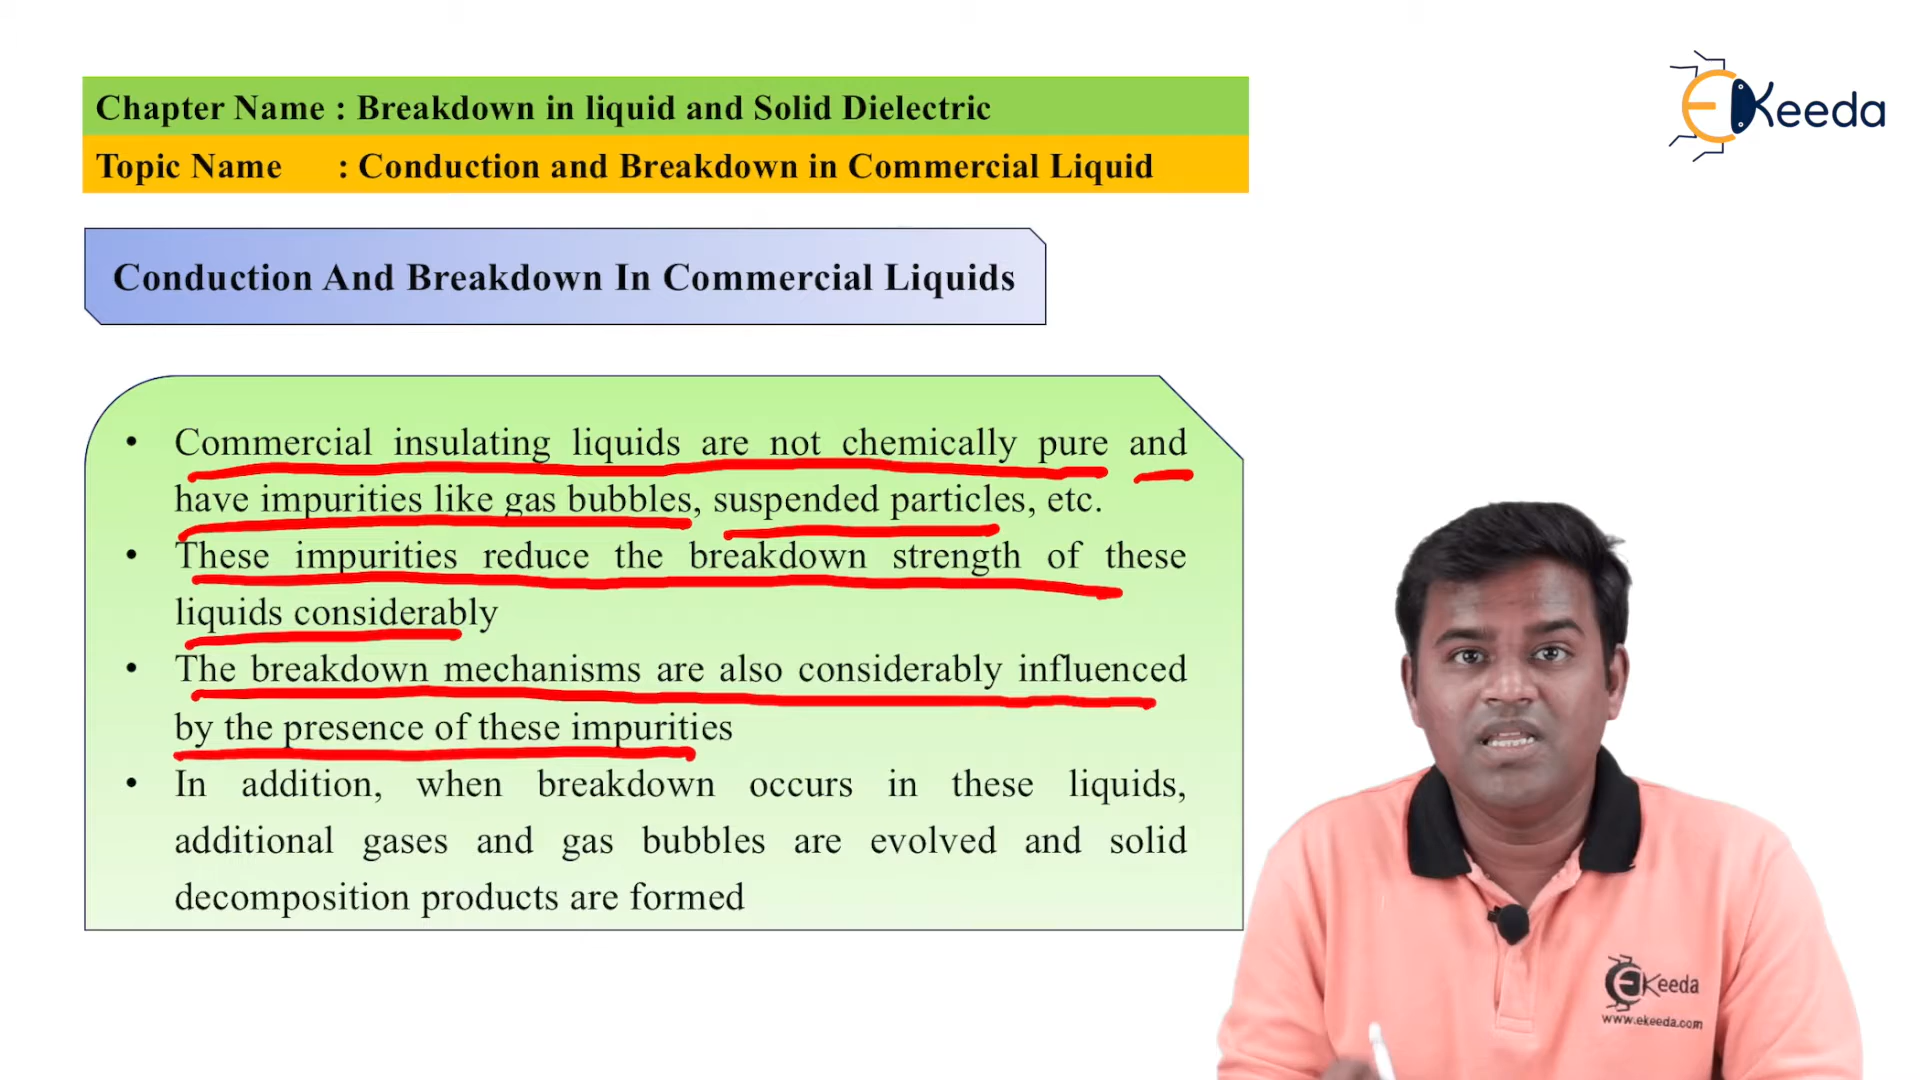 Chapter Name : Breakdown in liquid and Solid Dielectric
EKeeda
Topic Name : Conduction and Breakdown in Commercial Liquid
Conduction And Breakdown In Commercial Liquids
• Commercial insulating liquids are not chemically pure and
have impurities like gas bubbles, suspended particles, etc.
• These impurities reduce the breakdown strength of these
liquids considerably
• The breakdown mechanisms are also considerably influenced
by the presence of these impurities
• In addition, when breakdown occurs in these liquids,
additional gases and gas bubbles are evolved and solid
decomposition products are formed
EKeeda
www.ekeeda.com